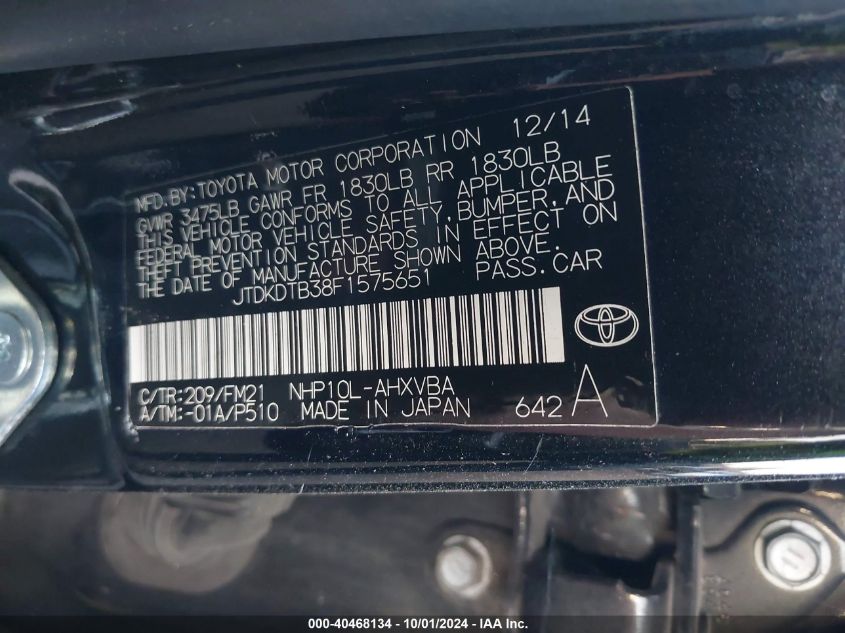 MFD.BY:TOYOTA MOTOR CORPORATION 12/14
GVWR 3475LB GAWR FR 1830LB RR 1830LB
THIS VEHICLE CONFORMS TO ALL APPLICABLE
FEDERAL MOTOR VEHICLE SAFETY,BUMPER,AND
THEFT PREVENTION STANDARDS IN EFFECT ON
THE DATE OF MANUFACTURE SHOWN ABOVE.
JTDKDTB38F1575651 PASS.CAR
C/TR:209/FM21 NHP10L-AHXVBA
A/TM:-01A/P510 MADE IN JAPAN 642 A
000-40468134 - 10/01/2024 - IAA Inc.